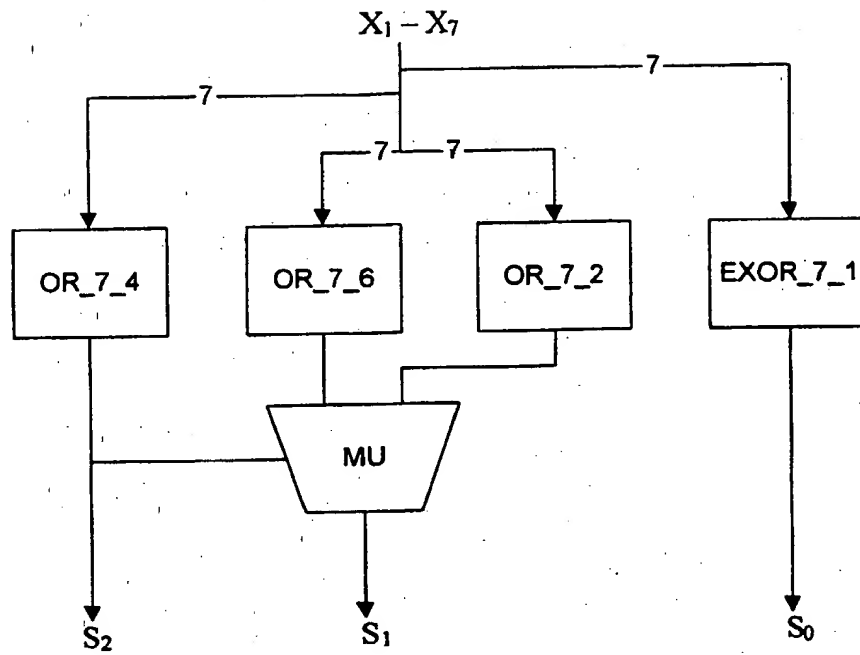 X₁ – X₇
7
7
7
7
OR_7_4
OR_7_6
OR_7_2
EXOR_7_1
MU
S₂
S₁
S₀